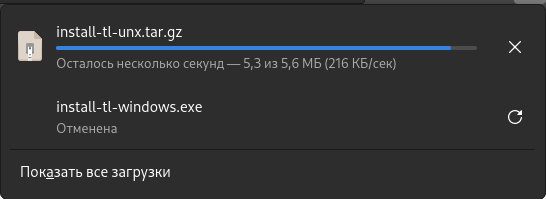 install-tl-unx.tar.gz
Осталось несколько секунд — 5,3 из 5,6 МБ (216 КБ/сек)
install-tl-windows.exe
Отменена
Показать все загрузки